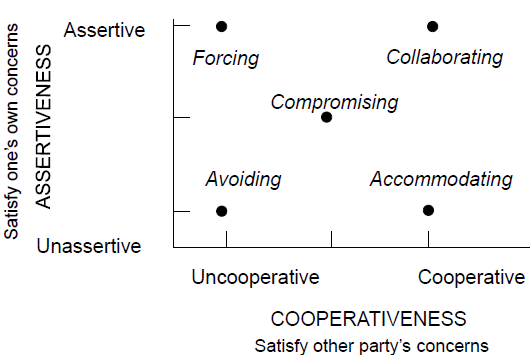 Assertive
Satisfy one's own concerns
ASSERTIVENESS
Forcing
Collaborating
Compromising
Avoiding
Accommodating
Unassertive
Uncooperative
Cooperative
COOPERATIVENESS
Satisfy other party's concerns